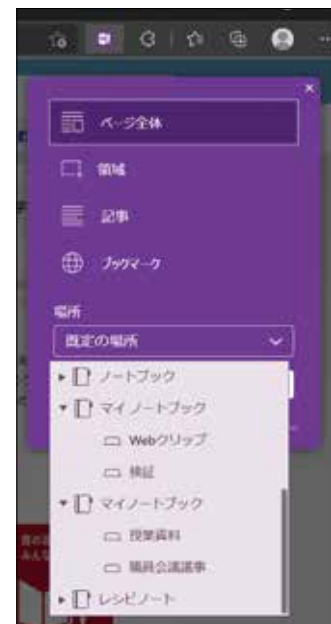 ページ全体
領域
記事
ブックマーク
場所
既定の場所
ノートブック
マイ ノートブック
Webクリップ
検証
マイノートブック
授業資料
職員会議議事
レシピノート